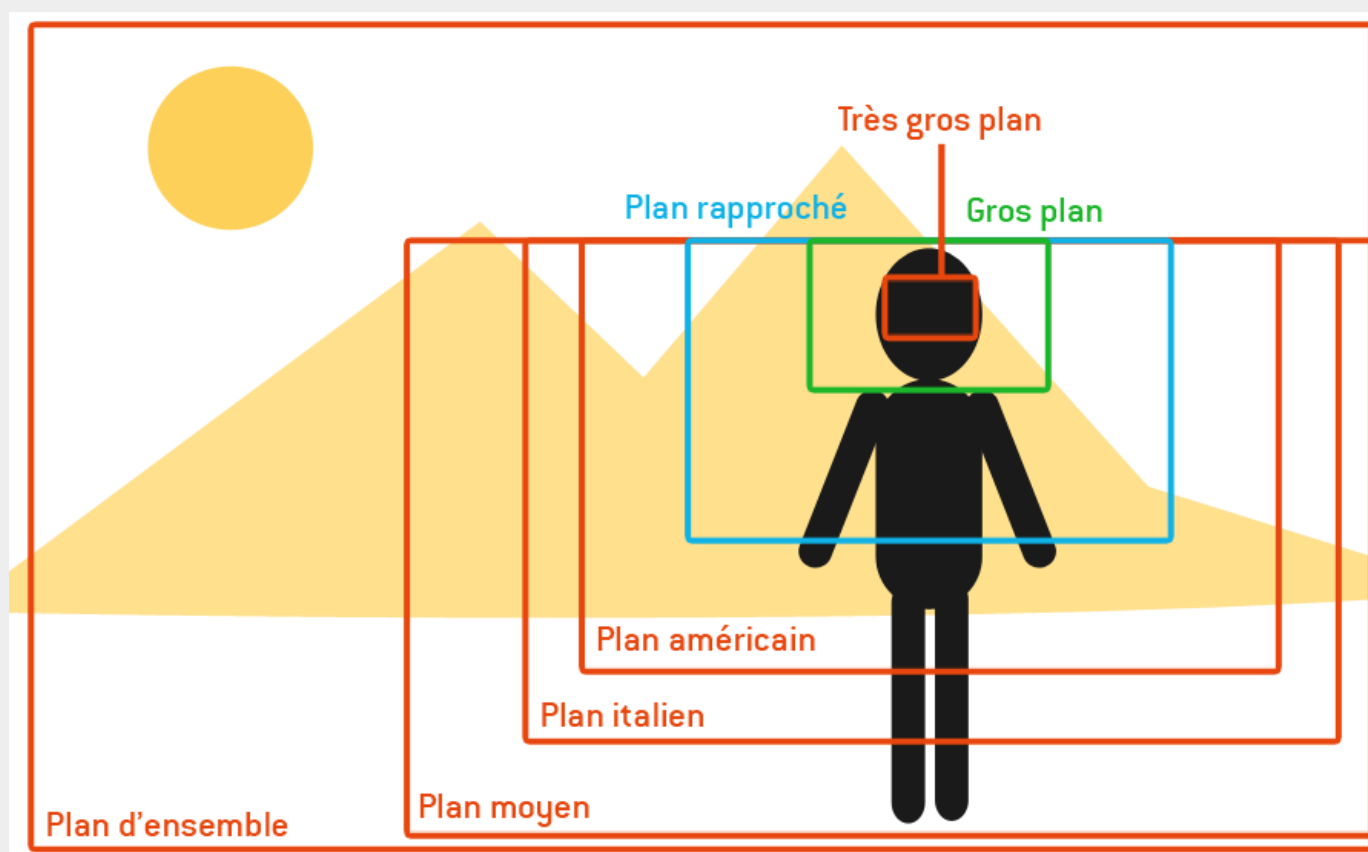 Très gros plan
Plan rapproché
Gros plan
Plan américain
Plan italien
Plan moyen
Plan d'ensemble